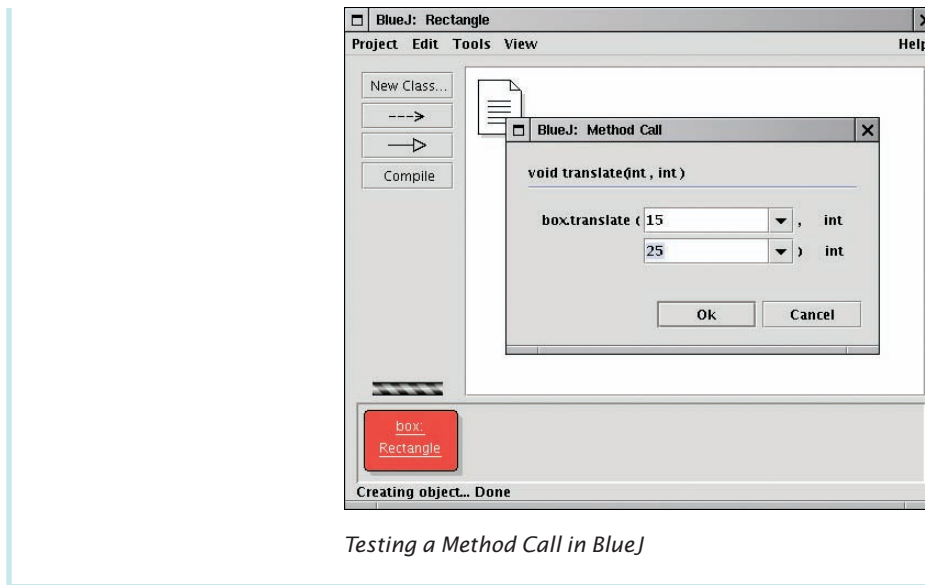 BlueJ: Rectangle
Project Edit Tools View Help
New Class...
Compile
BlueJ: Method Call
void translate(int , int )
box.translate ( 15 , int
25 ) int
Ok Cancel
box:
Rectangle
Creating object... Done
Testing a Method Call in BlueJ